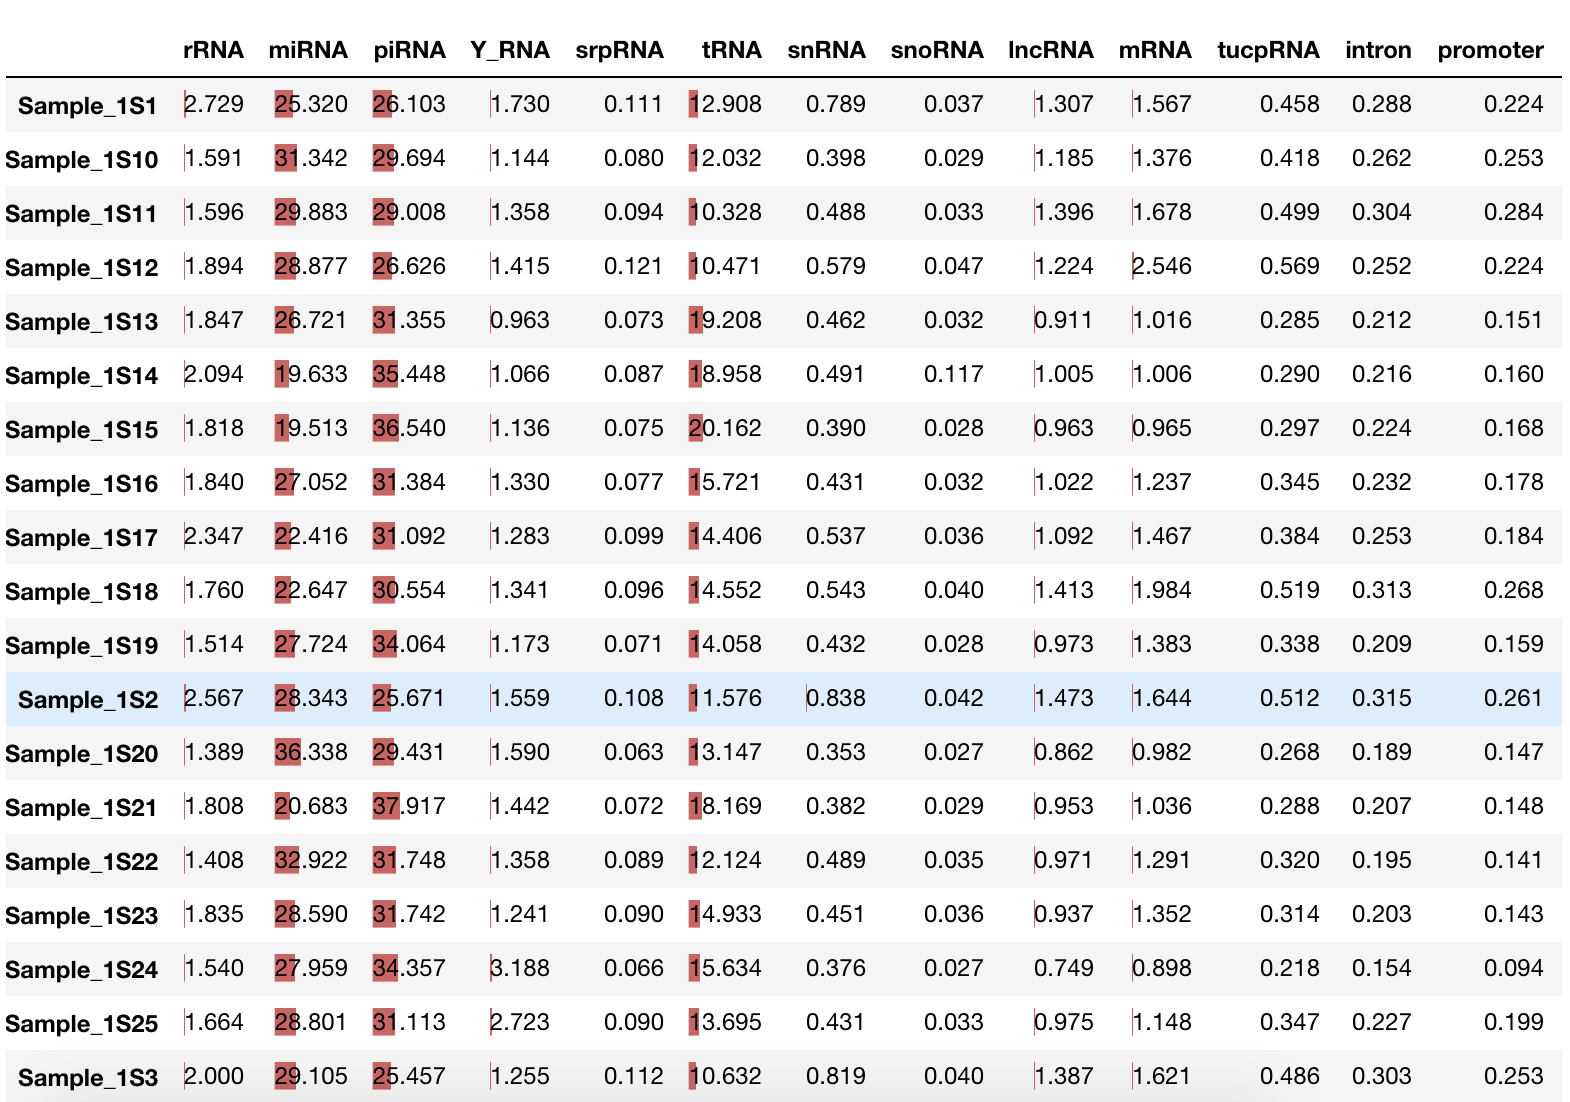 rRNA miRNA piRNA Y_RNA srpRNA tRNA snRNA snoRNA lncRNA mRNA tucpRNA intron promoter
Sample_1S1 2.729 25.320 26.103 1.730 0.111 12.908 0.789 0.037 1.307 1.567 0.458 0.288 0.224
Sample_1S10 1.591 31.342 29.694 1.144 0.080 12.032 0.398 0.029 1.185 1.376 0.418 0.262 0.253
Sample_1S11 1.596 29.883 29.008 1.358 0.094 10.328 0.488 0.033 1.396 1.678 0.499 0.304 0.284
Sample_1S12 1.894 28.877 26.626 1.415 0.121 10.471 0.579 0.047 1.224 2.546 0.569 0.252 0.224
Sample_1S13 1.847 26.721 31.355 0.963 0.073 19.208 0.462 0.032 0.911 1.016 0.285 0.212 0.151
Sample_1S14 2.094 19.633 35.448 1.066 0.087 18.958 0.491 0.117 1.005 1.006 0.290 0.216 0.160
Sample_1S15 1.818 19.513 36.540 1.136 0.075 20.162 0.390 0.028 0.963 0.965 0.297 0.224 0.168
Sample_1S16 1.840 27.052 31.384 1.330 0.077 15.721 0.431 0.032 1.022 1.237 0.345 0.232 0.178
Sample_1S17 2.347 22.416 31.092 1.283 0.099 14.406 0.537 0.036 1.092 1.467 0.384 0.253 0.184
Sample_1S18 1.760 22.647 30.554 1.341 0.096 14.552 0.543 0.040 1.413 1.984 0.519 0.313 0.268
Sample_1S19 1.514 27.724 34.064 1.173 0.071 14.058 0.432 0.028 0.973 1.383 0.338 0.209 0.159
Sample_1S2 2.567 28.343 25.671 1.559 0.108 11.576 0.838 0.042 1.473 1.644 0.512 0.315 0.261
Sample_1S20 1.389 36.338 29.431 1.590 0.063 13.147 0.353 0.027 0.862 0.982 0.268 0.189 0.147
Sample_1S21 1.808 20.683 37.917 1.442 0.072 18.169 0.382 0.029 0.953 1.036 0.288 0.207 0.148
Sample_1S22 1.408 32.922 31.748 1.358 0.089 12.124 0.489 0.035 0.971 1.291 0.320 0.195 0.141
Sample_1S23 1.835 28.590 31.742 1.241 0.090 14.933 0.451 0.036 0.937 1.352 0.314 0.203 0.143
Sample_1S24 1.540 27.959 34.357 3.188 0.066 15.634 0.376 0.027 0.749 0.898 0.218 0.154 0.094
Sample_1S25 1.664 28.801 31.113 2.723 0.090 13.695 0.431 0.033 0.975 1.148 0.347 0.227 0.199
Sample_1S3 2.000 29.105 25.457 1.255 0.112 10.632 0.819 0.040 1.387 1.621 0.486 0.303 0.253